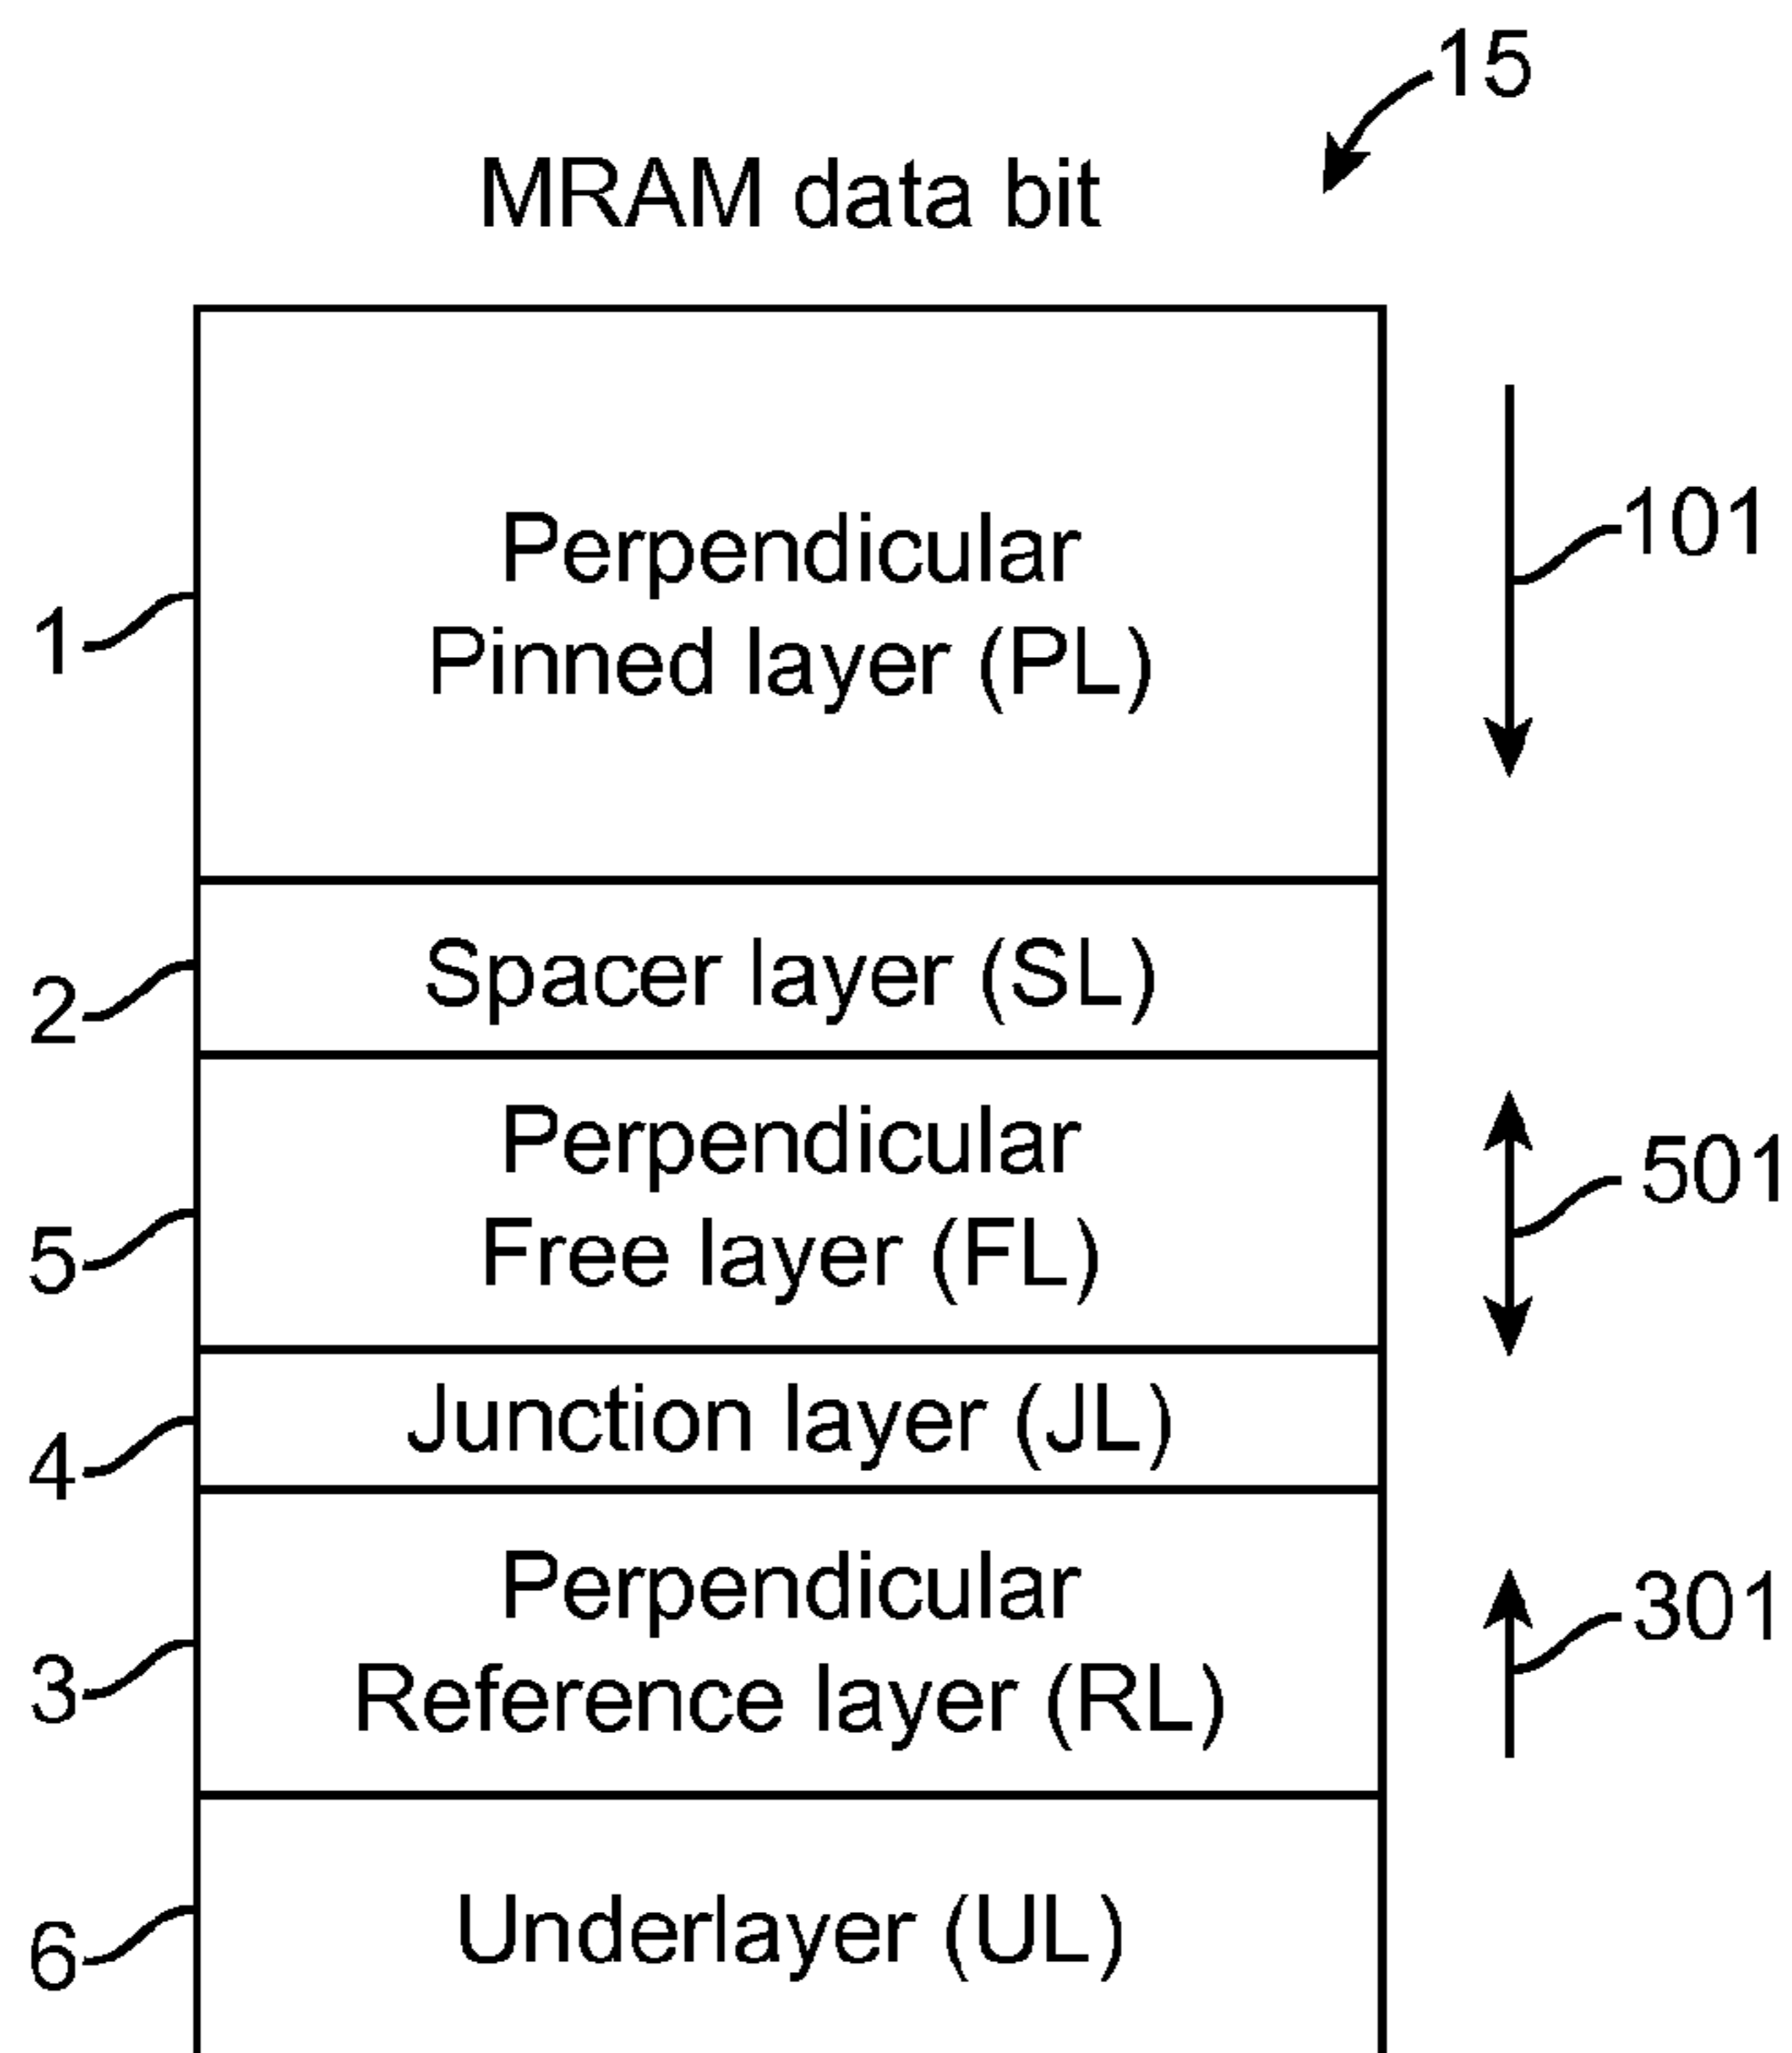 15
MRAM data bit
101
Perpendicular
1
Pinned layer (PL)
2
Spacer layer (SL)
Perpendicular
501
5
Free layer (FL)
4
Junction layer (JL)
Perpendicular
301
3
Reference layer (RL)
6
Underlayer (UL)